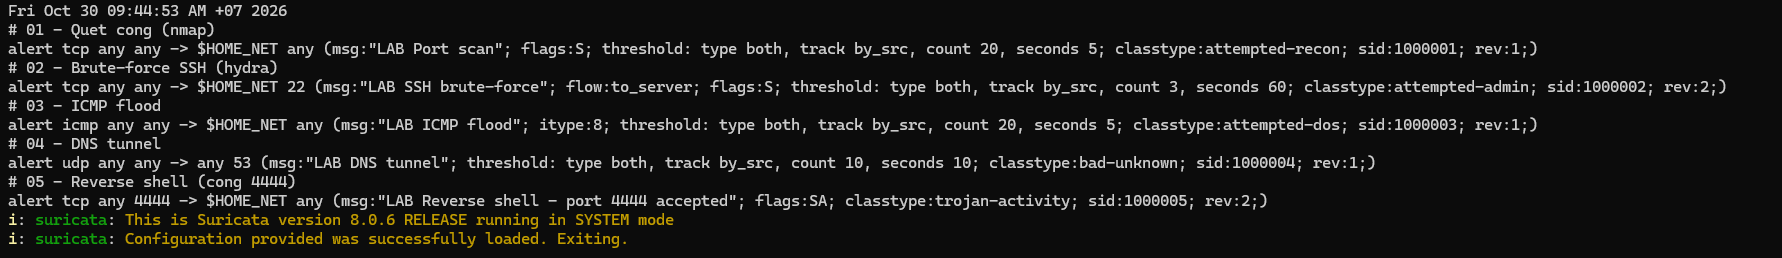 Fri Oct 30 09:44:53 AM +07 2026
# 01 - Quet cong (nmap)
alert tcp any any -> $HOME_NET any (msg:"LAB Port scan"; flags:S; threshold: type both, track by_src, count 20, seconds 5; classtype:attempted-recon; sid:1000001; rev:1;)
# 02 - Brute-force SSH (hydra)
alert tcp any any -> $HOME_NET 22 (msg:"LAB SSH brute-force"; flow:to_server; flags:S; threshold: type both, track by_src, count 3, seconds 60; classtype:attempted-admin; sid:1000002; rev:2;)
# 03 - ICMP flood
alert icmp any any -> $HOME_NET any (msg:"LAB ICMP flood"; itype:8; threshold: type both, track by_src, count 20, seconds 5; classtype:attempted-dos; sid:1000003; rev:1;)
# 04 - DNS tunnel
alert udp any any -> any 53 (msg:"LAB DNS tunnel"; threshold: type both, track by_src, count 10, seconds 10; classtype:bad-unknown; sid:1000004; rev:1;)
# 05 - Reverse shell (cong 4444)
alert tcp any 4444 -> $HOME_NET any (msg:"LAB Reverse shell - port 4444 accepted"; flags:SA; classtype:trojan-activity; sid:1000005; rev:2;)
i: suricata: This is Suricata version 8.0.6 RELEASE running in SYSTEM mode
i: suricata: Configuration provided was successfully loaded. Exiting.